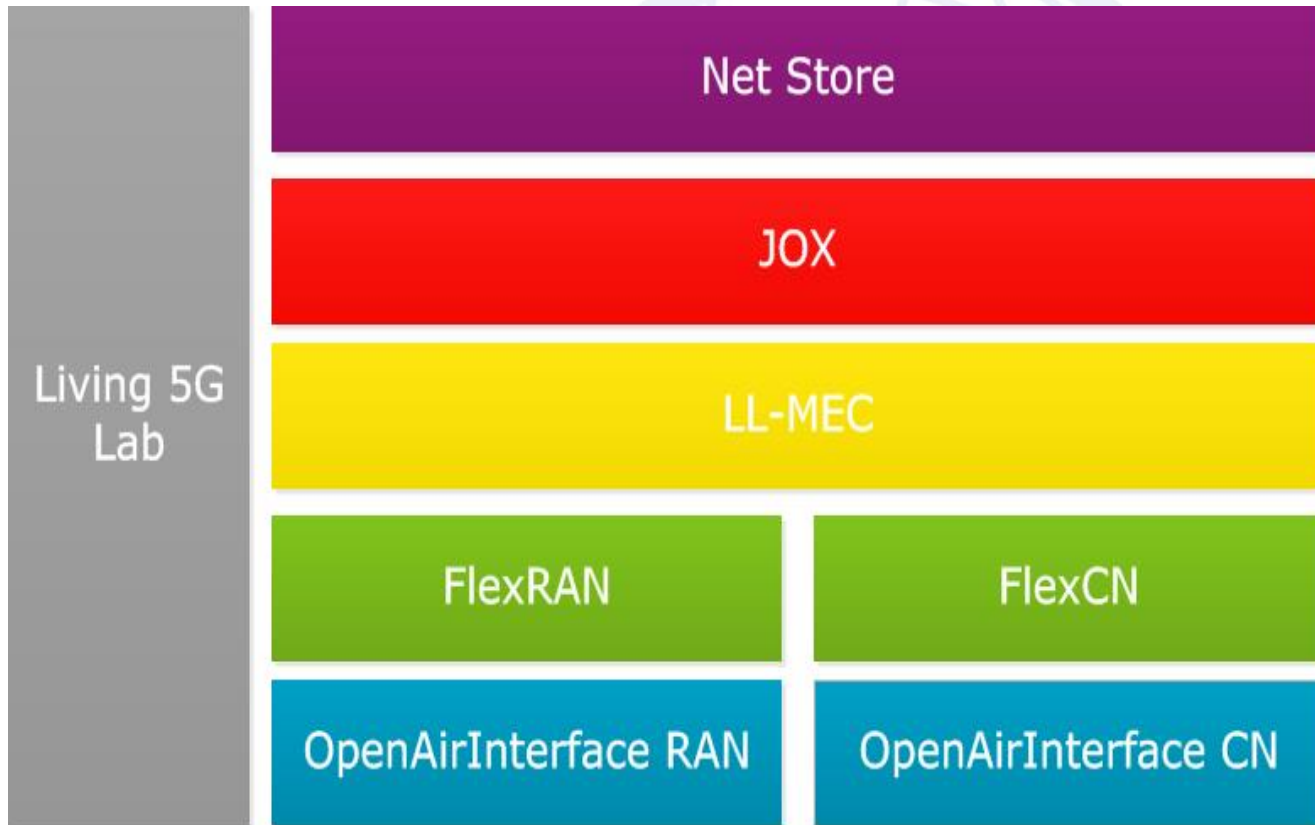 Net Store
JOX
Living 5G
Lab
LL-MEC
FlexRAN
FlexCN
OpenAirInterface RAN
OpenAirInterface CN